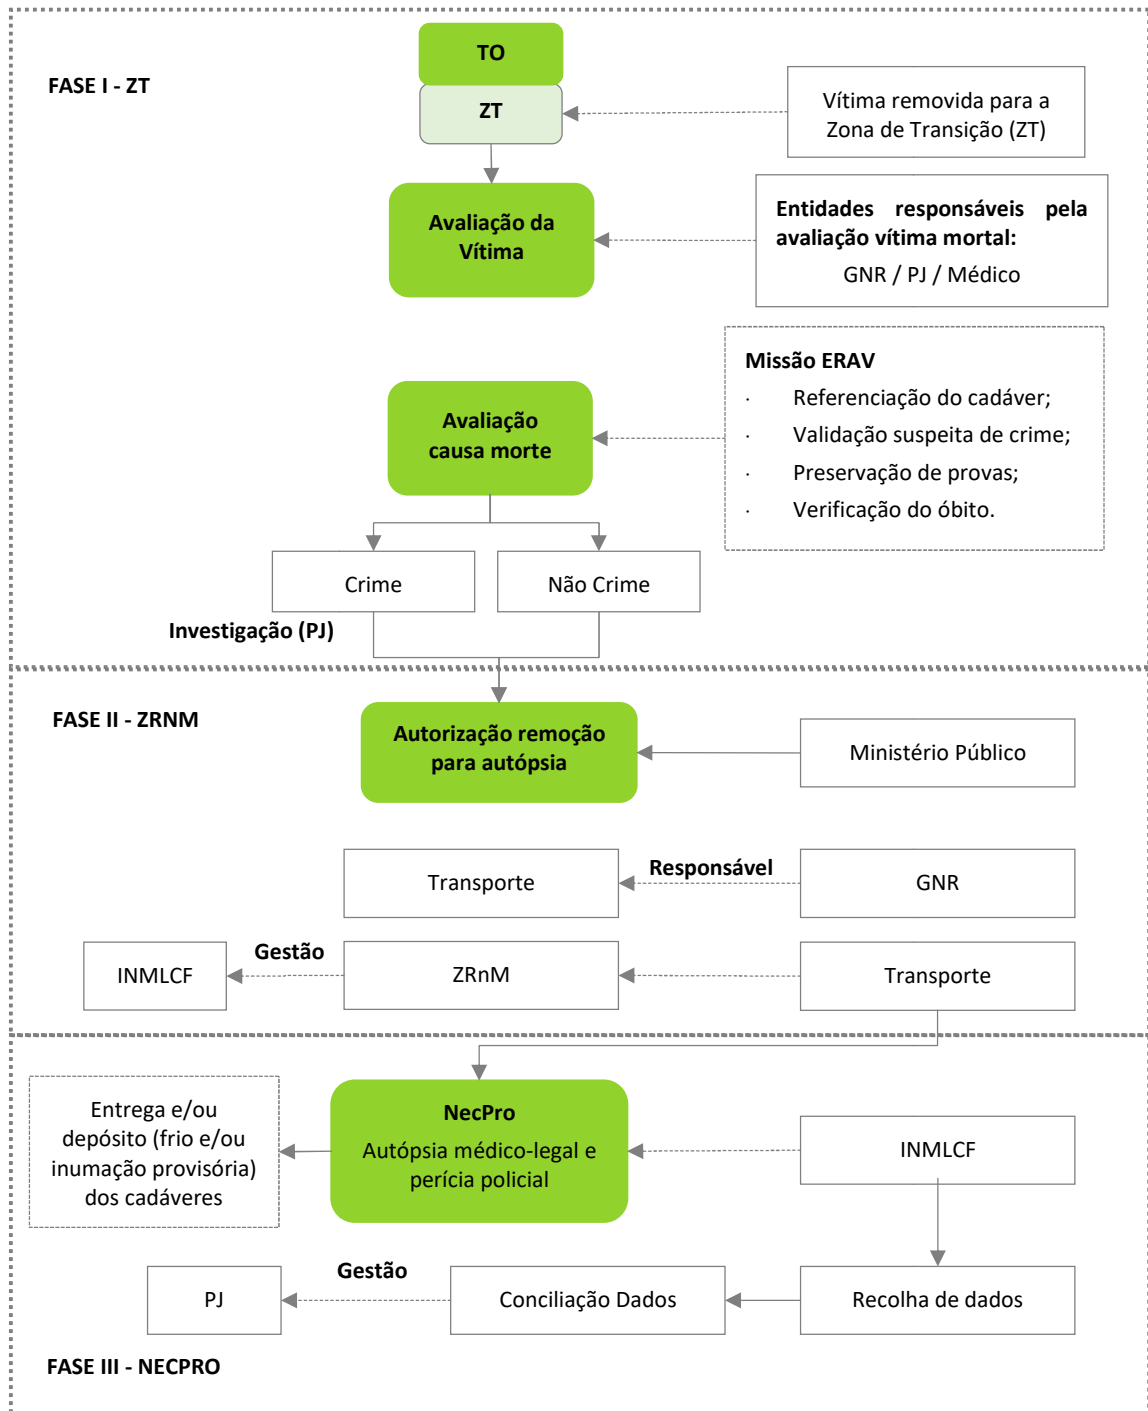 FASE I - ZT
TO
ZT
Vítima removida para a
Zona de Transição (ZT)
Avaliação da
Vítima
Entidades responsáveis pela
avaliação vítima mortal:
GNR / PJ / Médico
Avaliação
causa morte
Missão ERAV
· Referenciação do cadáver;
· Validação suspeita de crime;
· Preservação de provas;
· Verificação do óbito.
Crime
Não Crime
Investigação (PJ)
FASE II - ZRNM
Autorização remoção
para autópsia
Ministério Público
Transporte
Responsável
GNR
INMLCF
Gestão
ZRnM
Transporte
Entrega e/ou
depósito (frio e/ou
inumação provisória)
dos cadáveres
NecPro
Autópsia médico-legal e
perícia policial
INMLCF
PJ
Gestão
Conciliação Dados
Recolha de dados
FASE III - NECPRO